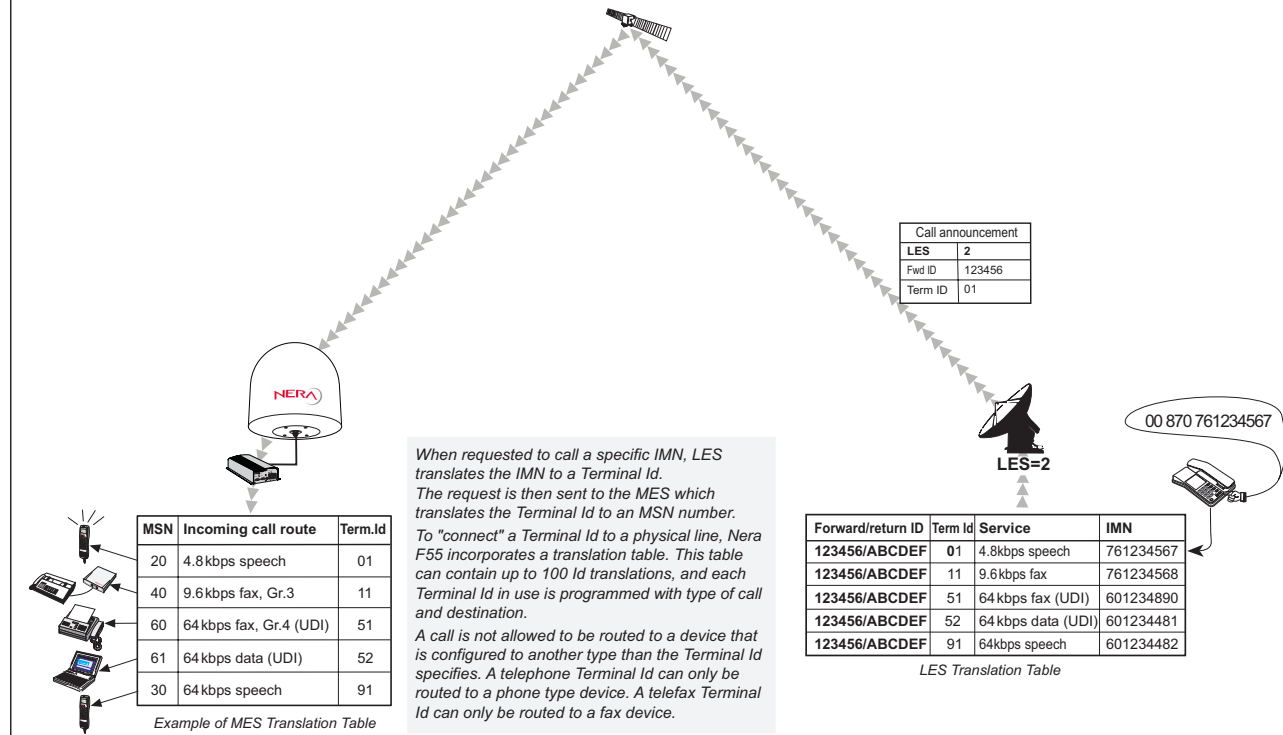 Call announcement
LES 2
Fwd ID 123456
Term ID 01
NERA
00 870 761234567
LES=2
When requested to call a specific IMN, LES
translates the IMN to a Terminal Id.
The request is then sent to the MES which
translates the Terminal Id to an MSN number.
To "connect" a Terminal Id to a physical line, Nera
F55 incorporates a translation table. This table
can contain up to 100 Id translations, and each
Terminal Id in use is programmed with type of call
and destination.
A call is not allowed to be routed to a device that
is configured to another type than the Terminal Id
specifies. A telephone Terminal Id can only be
routed to a phone type device. A telefax Terminal
Id can only be routed to a fax device.
MSN Incoming call route Term.Id
20 4.8kbps speech 01
40 9.6kbps fax, Gr.3 11
60 64kbps fax, Gr.4 (UDI) 51
61 64kbps data (UDI) 52
30 64kbps speech 91
Example of MES Translation Table
Forward/return ID Term Id Service IMN
123456/ABCDEF 01 4.8kbps speech 761234567
123456/ABCDEF 11 9.6kbps fax 761234568
123456/ABCDEF 51 64kbps fax (UDI) 601234890
123456/ABCDEF 52 64kbps data (UDI) 601234481
123456/ABCDEF 91 64kbps speech 601234482
LES Translation Table